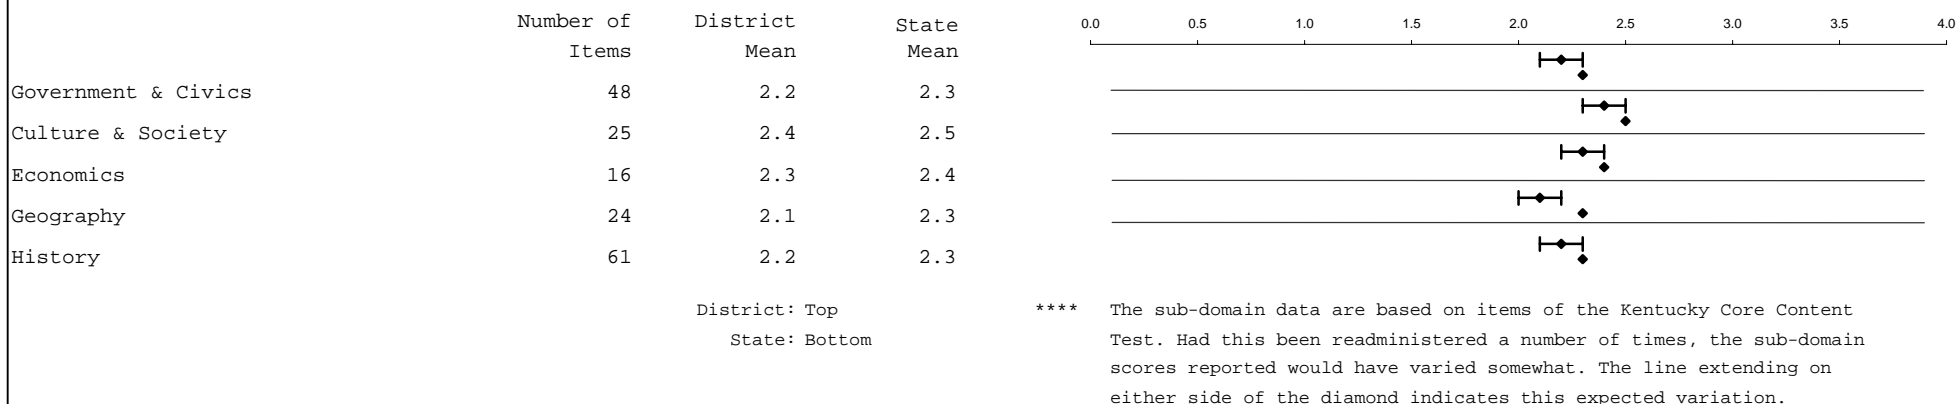 Number of District State 0.0 0.5 1.0 1.5 2.0 2.5 3.0 3.5 4.0
Items Mean Mean
Government & Civics 48 2.2 2.3
Culture & Society 25 2.4 2.5
Economics 16 2.3 2.4
Geography 24 2.1 2.3
History 61 2.2 2.3
District: Top
State: Bottom
**** The sub-domain data are based on items of the Kentucky Core Content
Test. Had this been readministered a number of times, the sub-domain
scores reported would have varied somewhat. The line extending on
either side of the diamond indicates this expected variation.